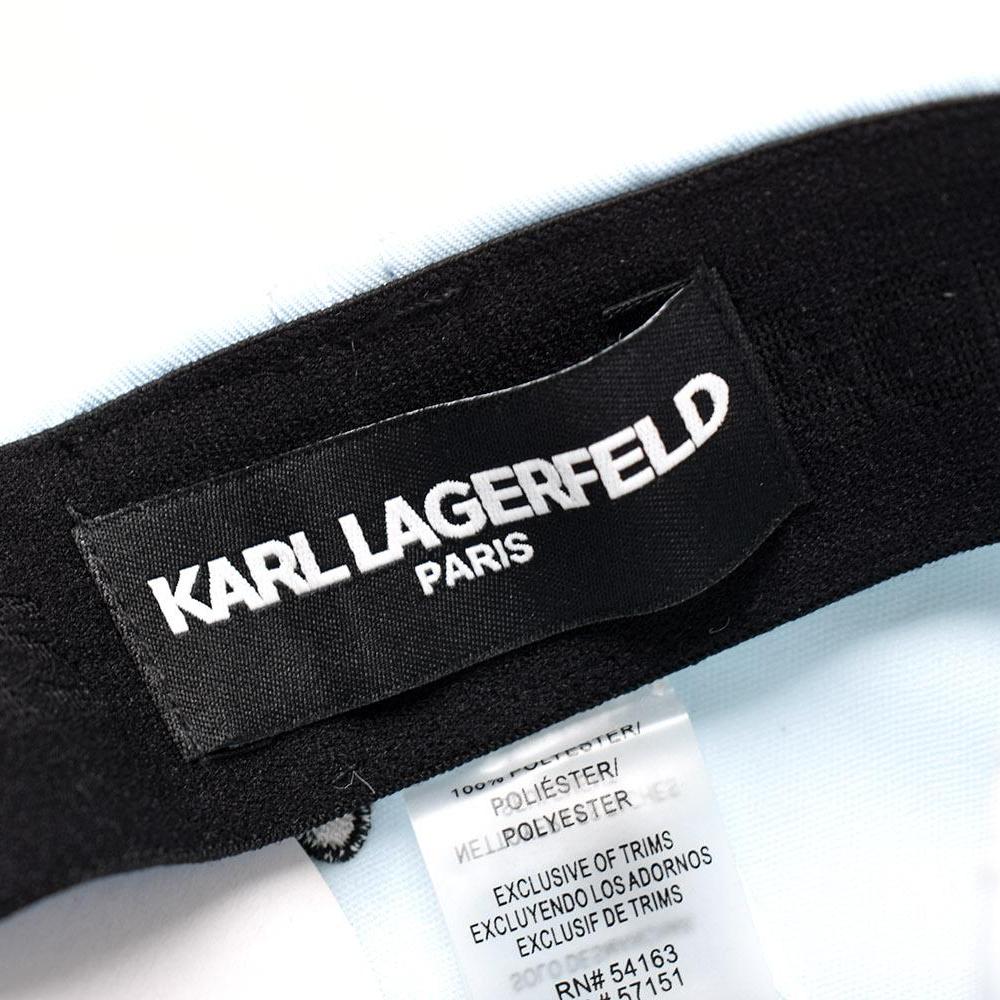 KARL LAGERFELD
PARIS
100% POLYESTER/
POLIÉSTER/
POLYESTER
EXCLUSIVE OF TRIMS
EXCLUYENDO LOS ADORNOS
EXCLUSIF DE TRIMS
RN# 54163
# 57151